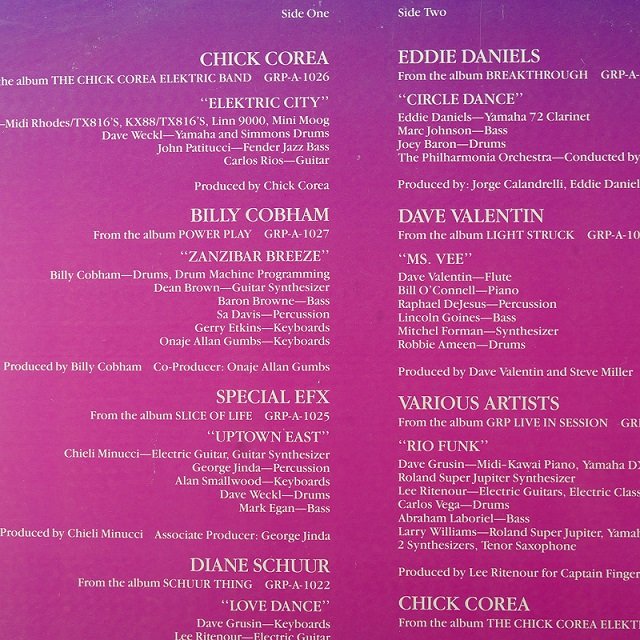 Side One
CHICK COREA
the album THE CHICK COREA ELEKTRIC BAND GRP-A-1026
“ELEKTRIC CITY”
—Midi Rhodes/TX816'S, KX88/TX816'S, Linn 9000, Mini Moog
Dave Weckl—Yamaha and Simmons Drums
John Patitucci—Fender Jazz Bass
Carlos Rios—Guitar
Produced by Chick Corea
BILLY COBHAM
From the album POWER PLAY GRP-A-1027
“ZANZIBAR BREEZE”
Billy Cobham—Drums, Drum Machine Programming
Dean Brown—Guitar Synthesizer
Baron Browne—Bass
Sa Davis—Percussion
Gerry Etkins—Keyboards
Onaje Allan Gumbs—Keyboards
Produced by Billy Cobham Co-Producer: Onaje Allan Gumbs
SPECIAL EFX
From the album SLICE OF LIFE GRP-A-1025
“UPTOWN EAST”
Chieli Minucci—Electric Guitar, Guitar Synthesizer
George Jinda—Percussion
Alan Smallwood—Keyboards
Dave Weckl—Drums
Mark Egan—Bass
Produced by Chieli Minucci Associate Producer: George Jinda
DIANE SCHUUR
From the album SCHUUR THING GRP-A-1022
“LOVE DANCE”
Dave Grusin—Keyboards
Lee Ritenour—Electric Guitar
Side Two
EDDIE DANIELS
From the album BREAKTHROUGH GRP-A-
“CIRCLE DANCE”
Eddie Daniels—Yamaha 72 Clarinet
Marc Johnson—Bass
Joey Baron—Drums
The Philharmonia Orchestra—Conducted by
Produced by: Jorge Calandrelli, Eddie Daniel
DAVE VALENTIN
From the album LIGHT STRUCK GRP-A-10
“MS. VEE”
Dave Valentin—Flute
Bill O'Connell—Piano
Raphael DeJesus—Percussion
Lincoln Goines—Bass
Mitchel Forman—Synthesizer
Robbie Ameen—Drums
Produced by Dave Valentin and Steve Miller
VARIOUS ARTISTS
From the album GRP LIVE IN SESSION GR
“RIO FUNK”
Dave Grusin—Midi-Kawai Piano, Yamaha D
Roland Super Jupiter Synthesizer
Lee Ritenour—Electric Guitars, Electric Clas
Carlos Vega—Drums
Abraham Laboriel—Bass
Larry Williams—Roland Super Jupiter, Yamah
2 Synthesizers, Tenor Saxophone
Produced by Lee Ritenour for Captain Finger
CHICK COREA
From the album THE CHICK COREA ELEKT